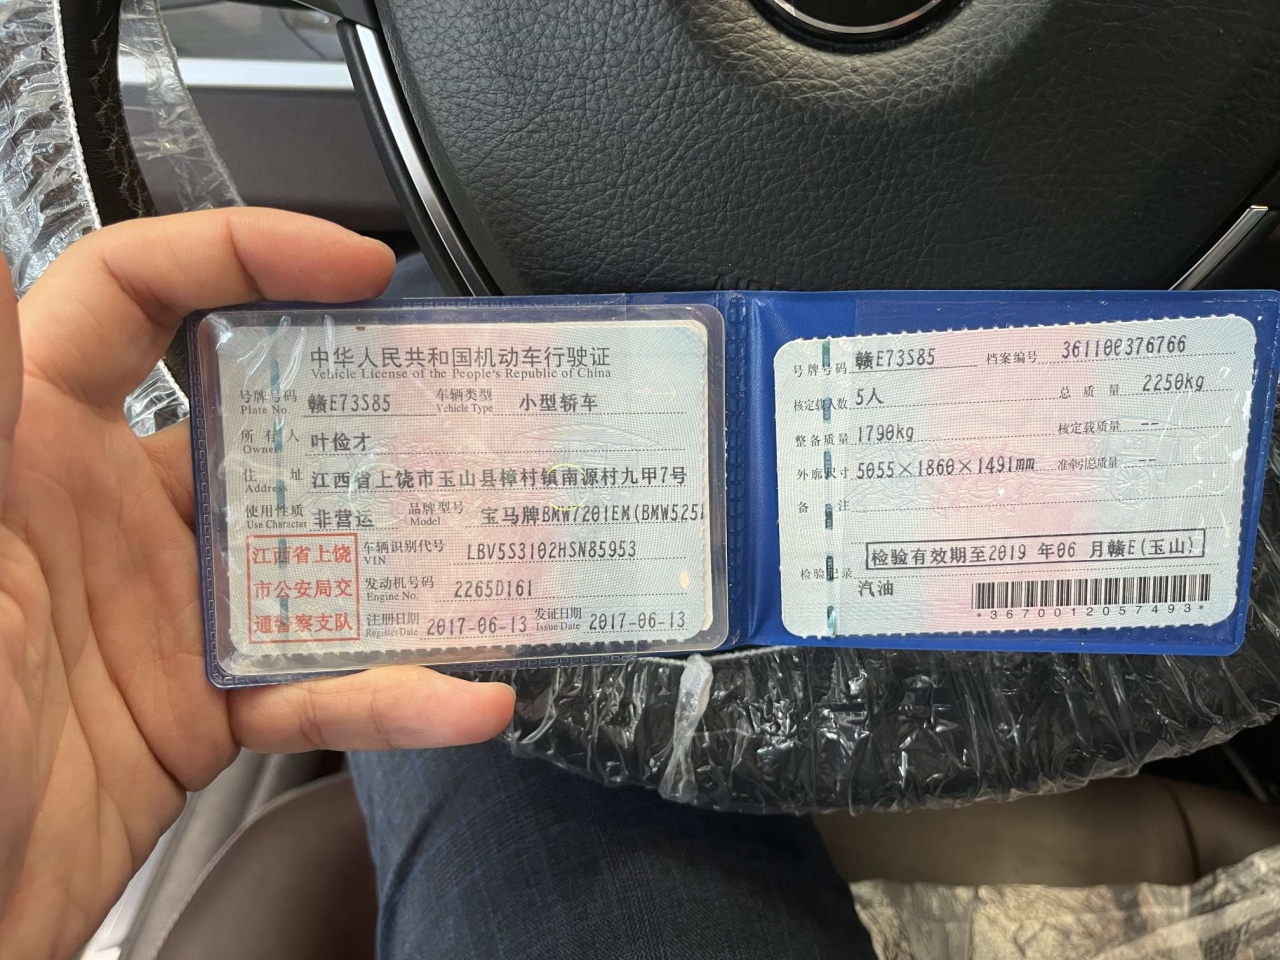 中华人民共和国机动车行驶证
Vehicle License of the People's Republic of China
号牌号码 赣E73S85 车辆类型 小型轿车
Plate No. Vehicle Type
所有人 叶俭才
Owner
住址 江西省上饶市玉山县樟村镇南源村九甲7号
Address
使用性质 非营运 品牌型号 宝马牌BMW7201EM(BMW525l
Use Character Model
江西省上饶
市公安局交
通警察支队
车辆识别代号 LBV5S3102HSN85953
VIN
发动机号码 2265D161
Engine No.
注册日期 2017-06-13 发证日期 2017-06-13
Register Date Issue Date
号牌号码 赣E73S85 档案编号 361100376766
核定载人数 5人 总质量 2250kg
整备质量 1790kg 核定载质量 --
外廓尺寸 5055×1860×1491mm 准牵引总质量 --
备注
检验有效期至2019 年06 月赣E(玉山)
检验记录
汽油
*3670012057493*